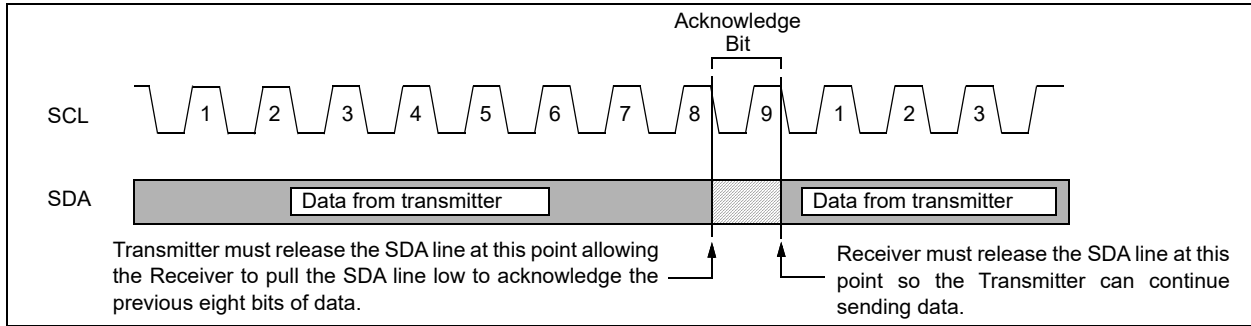 Acknowledge
Bit
SCL
1 2 3 4 5 6 7 8 9 1 2 3
SDA
Data from transmitter
Data from transmitter
Transmitter must release the SDA line at this point allowing
the Receiver to pull the SDA line low to acknowledge the
previous eight bits of data.
Receiver must release the SDA line at this
point so the Transmitter can continue
sending data.